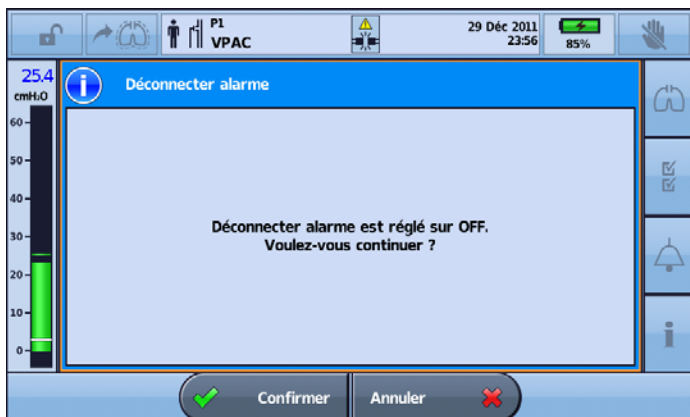 P1
VPAC
29 Déc 2011
23:56
85%
25.4
cmH2O
Déconnecter alarme
60
50
40
30
20
10
0
Déconnecter alarme est réglé sur OFF.
Voulez-vous continuer ?
Confirmer
Annuler